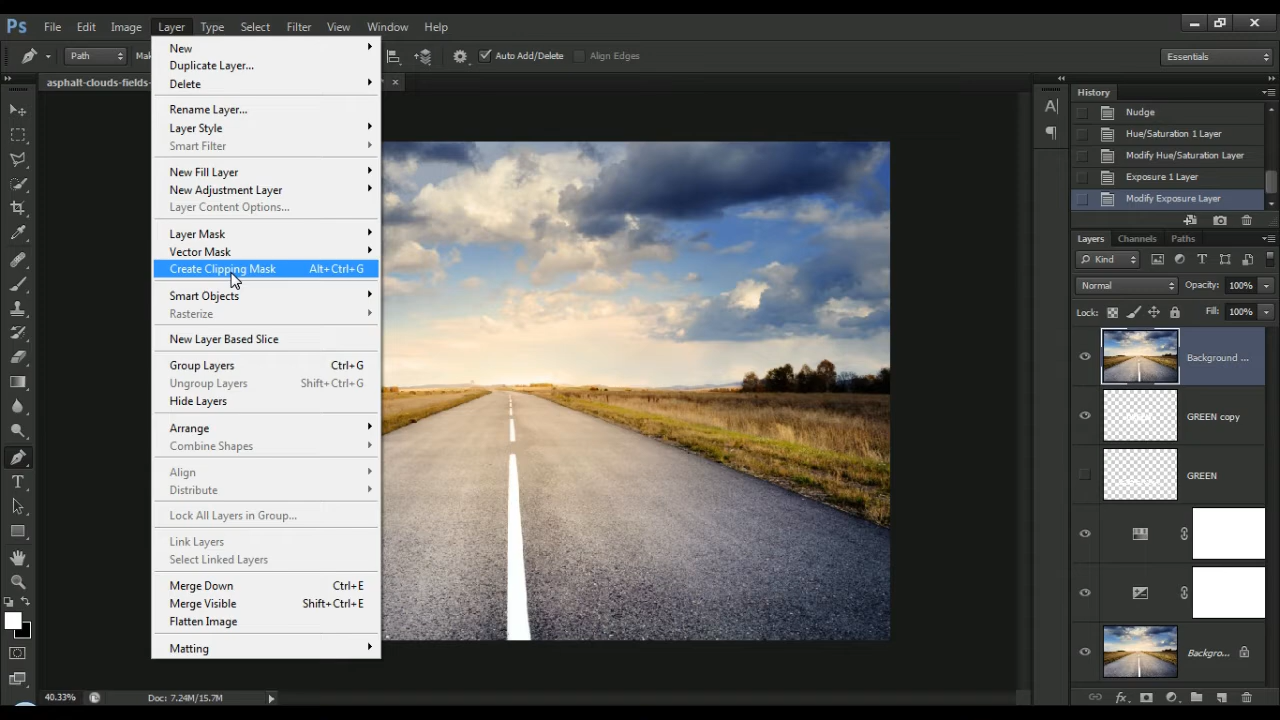 Ps File Edit Image Layer Type Select Filter View Window Help
Path Auto Add/Delete Align Edges Essentials
asphalt-clouds-fields-
New
Duplicate Layer...
Delete
Rename Layer...
Layer Style
Smart Filter
New Fill Layer
New Adjustment Layer
Layer Content Options...
Layer Mask
Vector Mask
Create Clipping Mask Alt+Ctrl+G
Smart Objects
Rasterize
New Layer Based Slice
Group Layers Ctrl+G
Ungroup Layers Shift+Ctrl+G
Hide Layers
Arrange
Combine Shapes
Align
Distribute
Lock All Layers in Group...
Link Layers
Select Linked Layers
Merge Down Ctrl+E
Merge Visible Shift+Ctrl+E
Flatten Image
Matting
History
Nudge
Hue/Saturation 1 Layer
Modify Hue/Saturation Layer
Exposure 1 Layer
Modify Exposure Layer
Layers Channels Paths
Kind
Normal Opacity: 100%
Lock: Fill: 100%
Background ...
GREEN copy
GREEN
Backgro...
40.33% Doc: 7.24M/15.7M